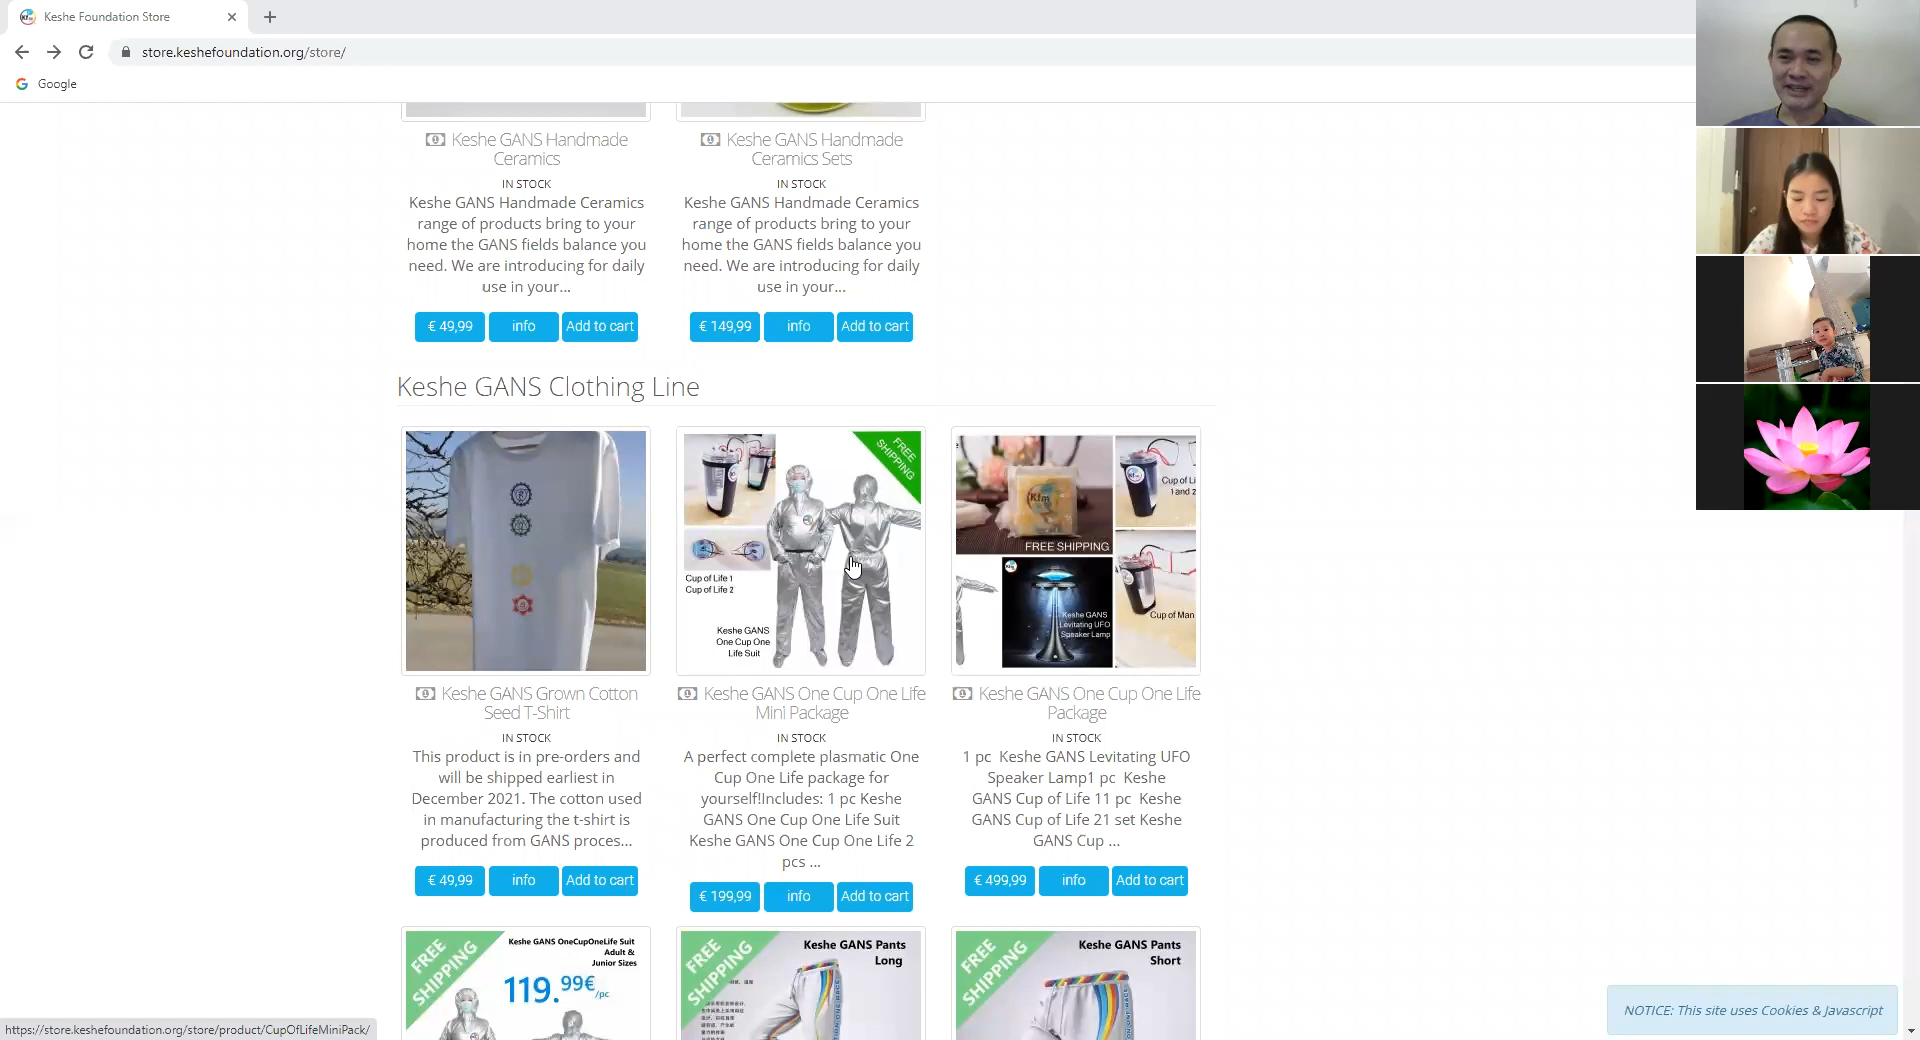 Keshe Foundation Store
store.keshefoundation.org/store/
Google
Keshe GANS Handmade
Ceramics
IN STOCK
Keshe GANS Handmade Ceramics
range of products bring to your
home the GANS fields balance you
need. We are introducing for daily
use in your...
€ 49,99 info Add to cart
Keshe GANS Handmade
Ceramics Sets
IN STOCK
Keshe GANS Handmade Ceramics
range of products bring to your
home the GANS fields balance you
need. We are introducing for daily
use in your...
€ 149,99 info Add to cart
Keshe GANS Clothing Line
Keshe GANS Grown Cotton
Seed T-Shirt
IN STOCK
This product is in pre-orders and
will be shipped earliest in
December 2021. The cotton used
in manufacturing the t-shirt is
produced from GANS proces...
€ 49,99 info Add to cart
FREE
SHIPPING
Cup of Life 1
Cup of Life 2
Keshe GANS
One Cup One
Life Suit
Keshe GANS One Cup One Life
Mini Package
IN STOCK
A perfect complete plasmatic One
Cup One Life package for
yourself!Includes: 1 pc Keshe
GANS One Cup One Life Suit
Keshe GANS One Cup One Life 2
pcs ...
€ 199,99 info Add to cart
Kfm
FREE SHIPPING
Cup of Li
1 and 2
Keshe GANS
Levitating UFO
Speaker Lamp
Cup of Man
Keshe GANS One Cup One Life
Package
IN STOCK
1 pc Keshe GANS Levitating UFO
Speaker Lamp1 pc Keshe
GANS Cup of Life 11 pc Keshe
GANS Cup of Life 21 set Keshe
GANS Cup ...
€ 499,99 info Add to cart
FREE
SHIPPING
Keshe GANS OneCupOneLife Suit
Adult &
Junior Sizes
119.99€/pc
FREE
SHIPPING
Keshe GANS Pants
Long
FREE
SHIPPING
Keshe GANS Pants
Short
NOTICE: This site uses Cookies & Javascript
https://store.keshefoundation.org/store/product/CupOfLifeMiniPack/